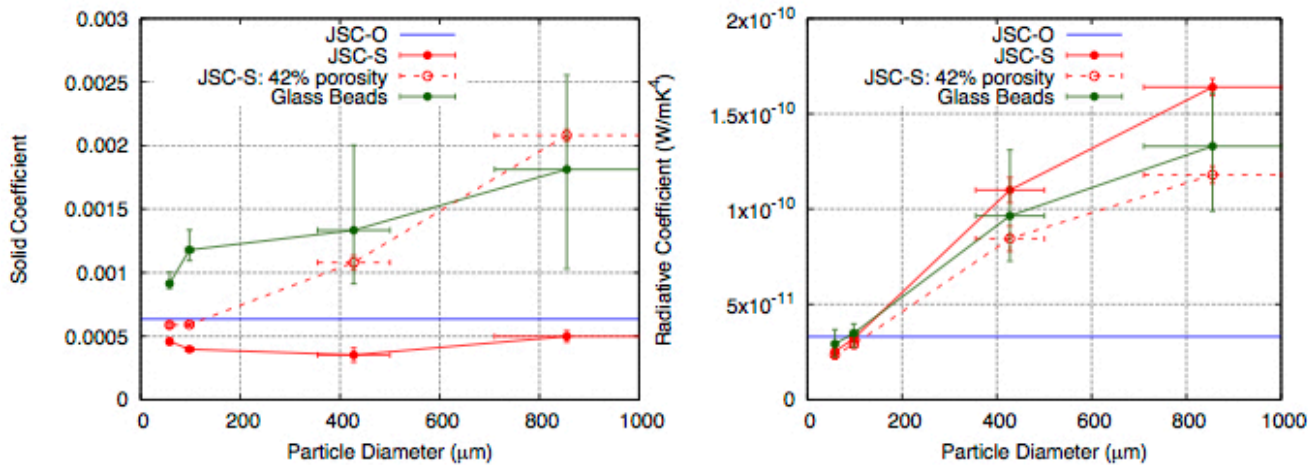 0.003
0.0025
0.002
0.0015
0.001
0.0005
0
Solid Coefficient
JSC-O
JSC-S
JSC-S: 42% porosity
Glass Beads
0 200 400 600 800 1000
Particle Diameter (μm)
2x10-10
1.5x10-10
1x10-10
5x10-11
0
Radiative Coefficient (W/mK4)
JSC-O
JSC-S
JSC-S: 42% porosity
Glass Beads
0 200 400 600 800 1000
Particle Diameter (μm)